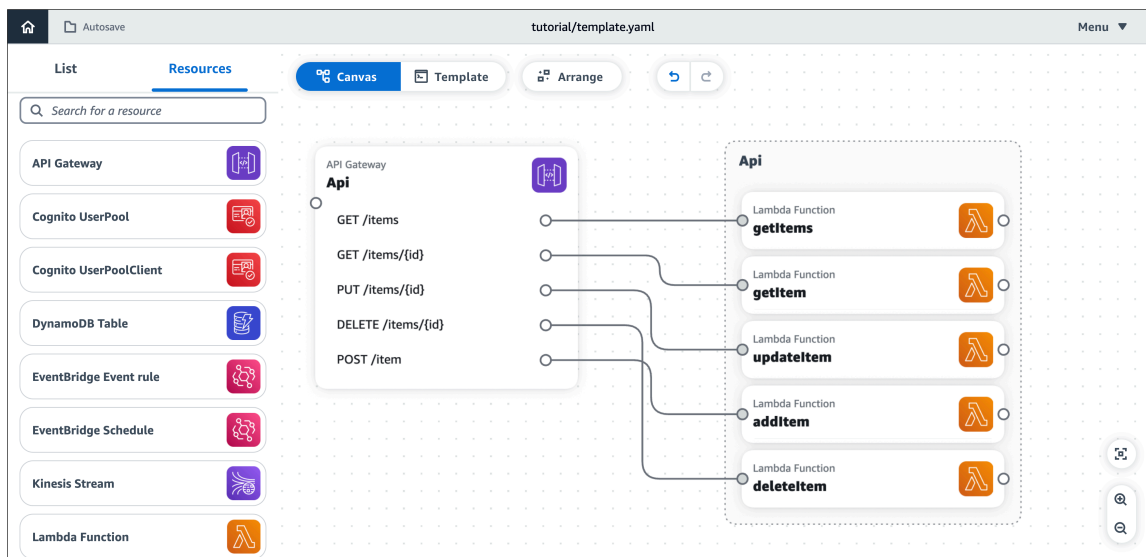 Autosave
tutorial/template.yaml
Menu
List
Resources
Canvas
Template
Arrange
Search for a resource
API Gateway
Cognito UserPool
Cognito UserPoolClient
DynamoDB Table
EventBridge Event rule
EventBridge Schedule
Kinesis Stream
Lambda Function
API Gateway
Api
GET /items
GET /items/{id}
PUT /items/{id}
DELETE /items/{id}
POST /item
Api
Lambda Function
getItems
Lambda Function
getItem
Lambda Function
updateItem
Lambda Function
addItem
Lambda Function
deleteItem